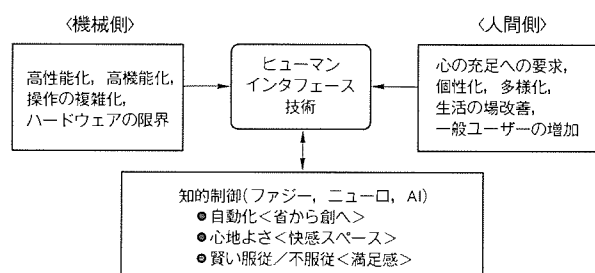 〈機械側〉
〈人間側〉
高性能化，高機能化，
操作の複雑化，
ハードウェアの限界
ヒューマン
インタフェース
技術
心の充足への要求，
個性化，多様化，
生活の場改善，
一般ユーザーの増加
知的制御(ファジー，ニューロ，AI)
●自動化<省から創へ>
●心地よさ<快感スペース>
●賢い服従／不服従<満足感>